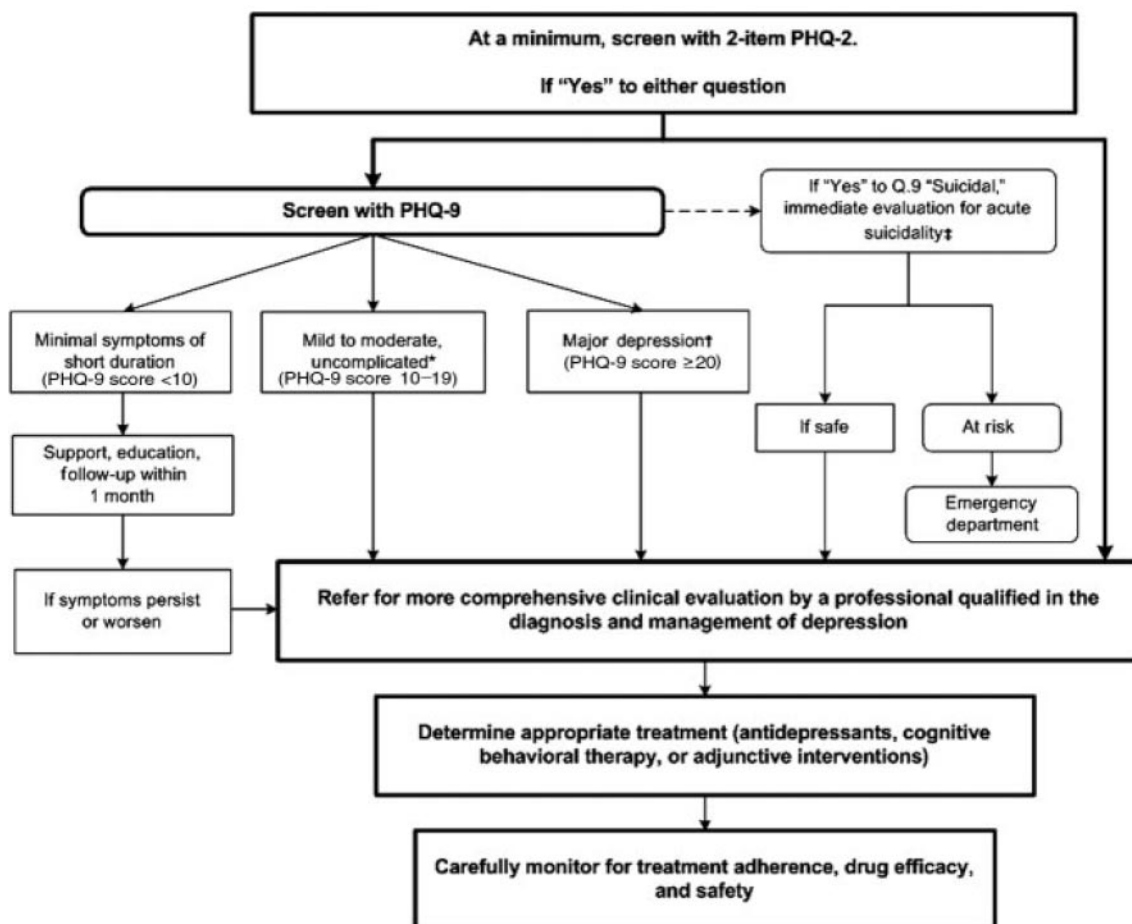 At a minimum, screen with 2-item PHQ-2.
If “Yes” to either question
Screen with PHQ-9
If “Yes” to Q.9 “Suicidal,”
immediate evaluation for acute
suicidality‡
Minimal symptoms of
short duration
(PHQ-9 score <10)
Mild to moderate,
uncomplicated*
(PHQ-9 score 10–19)
Major depression†
(PHQ-9 score ≥20)
If safe
At risk
Support, education,
follow-up within
1 month
Emergency
department
If symptoms persist
or worsen
Refer for more comprehensive clinical evaluation by a professional qualified in the
diagnosis and management of depression
Determine appropriate treatment (antidepressants, cognitive
behavioral therapy, or adjunctive interventions)
Carefully monitor for treatment adherence, drug efficacy,
and safety